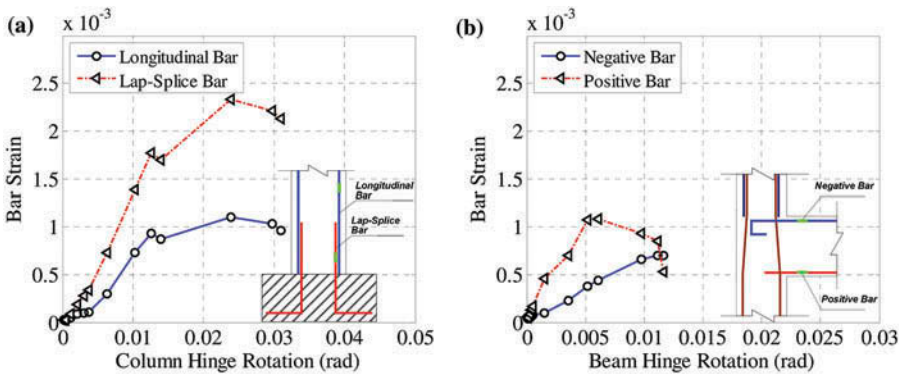 (a)
x 10⁻³
Longitudinal Bar
Lap-Splice Bar
Bar Strain
2.5
2
1.5
1
0.5
0
0
0.01
0.02
0.03
0.04
0.05
Column Hinge Rotation (rad)
Longitudinal
Bar
Lap-Splice
Bar
(b)
x 10⁻³
Negative Bar
Positive Bar
Bar Strain
2.5
2
1.5
1
0.5
0
0
0.005
0.01
0.015
0.02
0.025
0.03
Beam Hinge Rotation (rad)
Negative Bar
Positive Bar